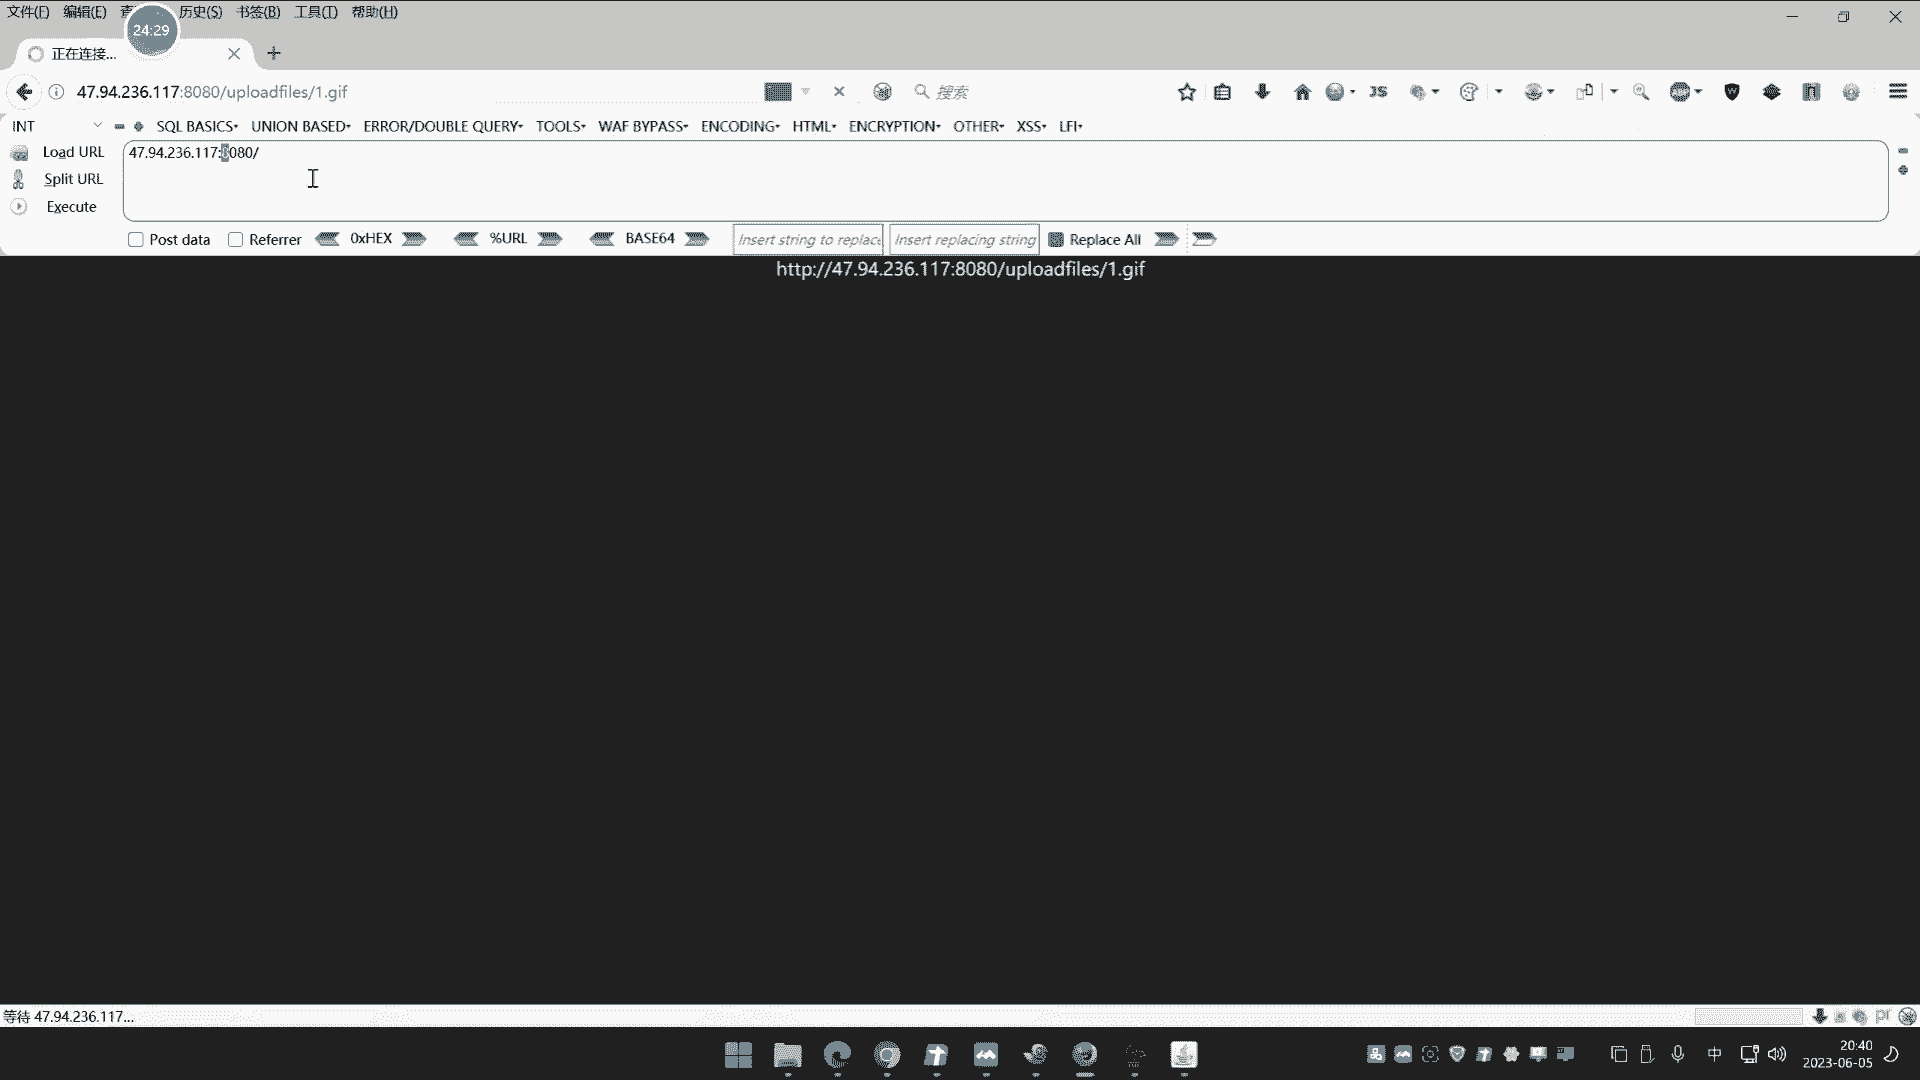 文件(F) 编辑(E) 查 历史(S) 书签(B) 工具(T) 帮助(H)
24:29
正在连接...
47.94.236.117:8080/uploadfiles/1.gif
搜索
JS
INT
SQL BASICS UNION BASED ERROR/DOUBLE QUERY TOOLS WAF BYPASS ENCODING HTML ENCRYPTION OTHER XSS LFI
Load URL
47.94.236.117:8080/
Split URL
Execute
Post data Referrer 0xHEX %URL BASE64 Insert string to replace Insert replacing string Replace All
http://47.94.236.117:8080/uploadfiles/1.gif
等待 47.94.236.117...
pr
中
20:40
2023-06-05